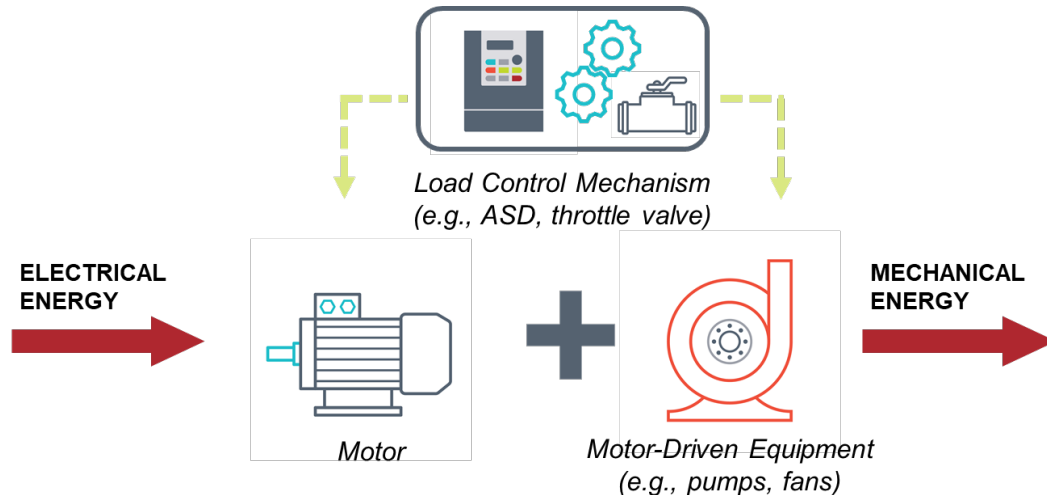 Load Control Mechanism
(e.g., ASD, throttle valve)
ELECTRICAL
ENERGY
MECHANICAL
ENERGY
Motor
Motor-Driven Equipment
(e.g., pumps, fans)